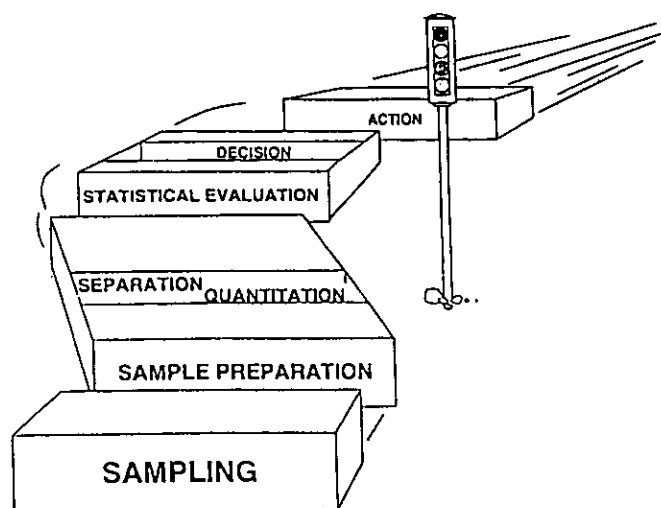 ACTION
DECISION
STATISTICAL EVALUATION
SEPARATION
QUANTITATION
SAMPLE PREPARATION
SAMPLING